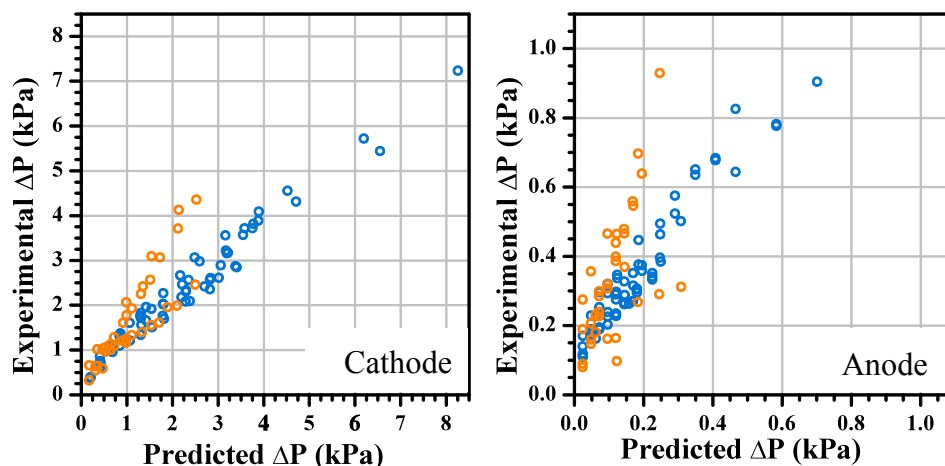 8
7
6
5
4
3
2
1
0
Experimental ΔP (kPa)
0 1 2 3 4 5 6 7 8
Predicted ΔP (kPa)
Cathode
1.0
0.8
0.6
0.4
0.2
0.0
Experimental ΔP (kPa)
0.0 0.2 0.4 0.6 0.8 1.0
Predicted ΔP (kPa)
Anode